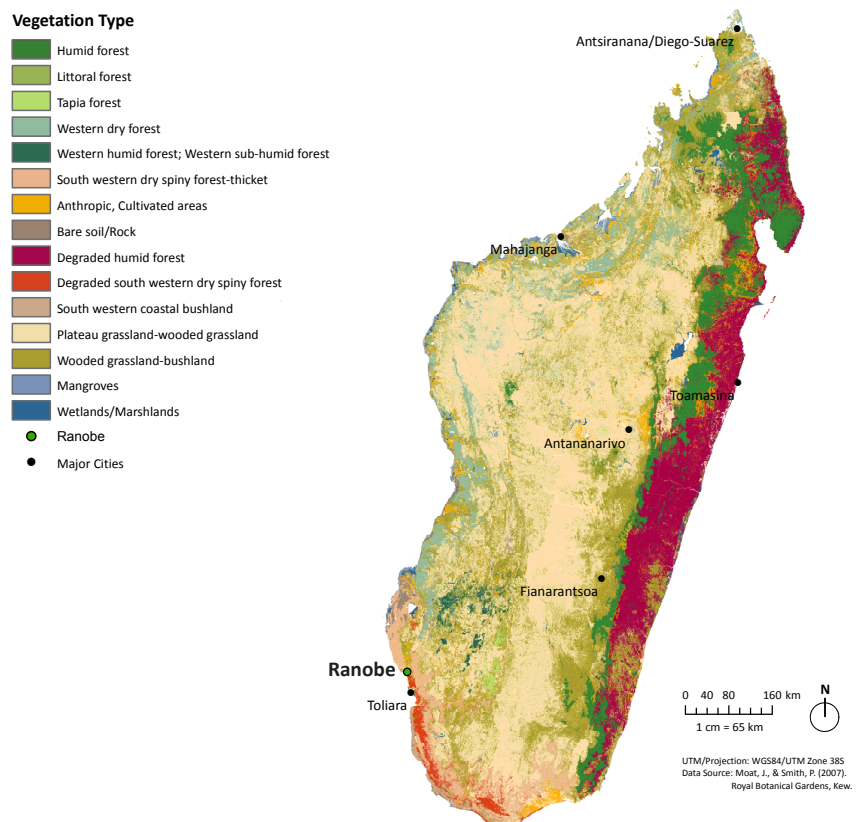 Vegetation Type
Humid forest
Littoral forest
Tapia forest
Western dry forest
Western humid forest; Western sub-humid forest
South western dry spiny forest-thicket
Anthropic, Cultivated areas
Bare soil/Rock
Degraded humid forest
Degraded south western dry spiny forest
South western coastal bushland
Plateau grassland-wooded grassland
Wooded grassland-bushland
Mangroves
Wetlands/Marshlands
Ranobe
Major Cities
Antsiranana/Diego-Suarez
Mahajanga
Toamasina
Antananarivo
Fianarantsoa
Ranobe
Toliara
0 40 80 160 km
1 cm = 65 km
N
UTM/Projection: WGS84/UTM Zone 38S
Data Source: Moat, J., & Smith, P. (2007).
Royal Botanical Gardens, Kew.